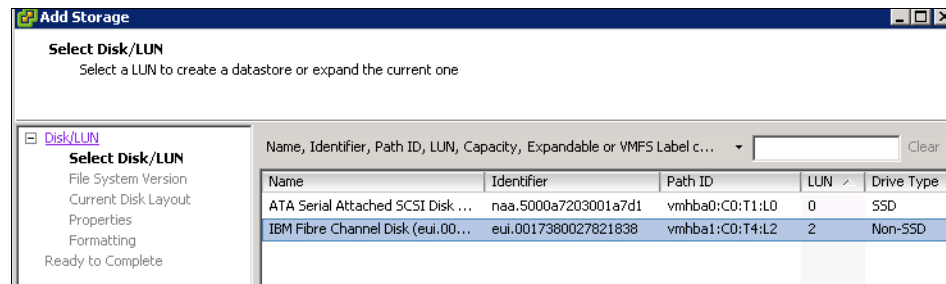 Add Storage
Select Disk/LUN
Select a LUN to create a datastore or expand the current one
Disk/LUN
Select Disk/LUN
File System Version
Current Disk Layout
Properties
Formatting
Ready to Complete
Name, Identifier, Path ID, LUN, Capacity, Expandable or VMFS Label c... Clear
Name Identifier Path ID LUN Drive Type
ATA Serial Attached SCSI Disk ... naa.5000a7203001a7d1 vmhba0:C0:T1:L0 0 SSD
IBM Fibre Channel Disk (eui.00... eui.0017380027821838 vmhba1:C0:T4:L2 2 Non-SSD